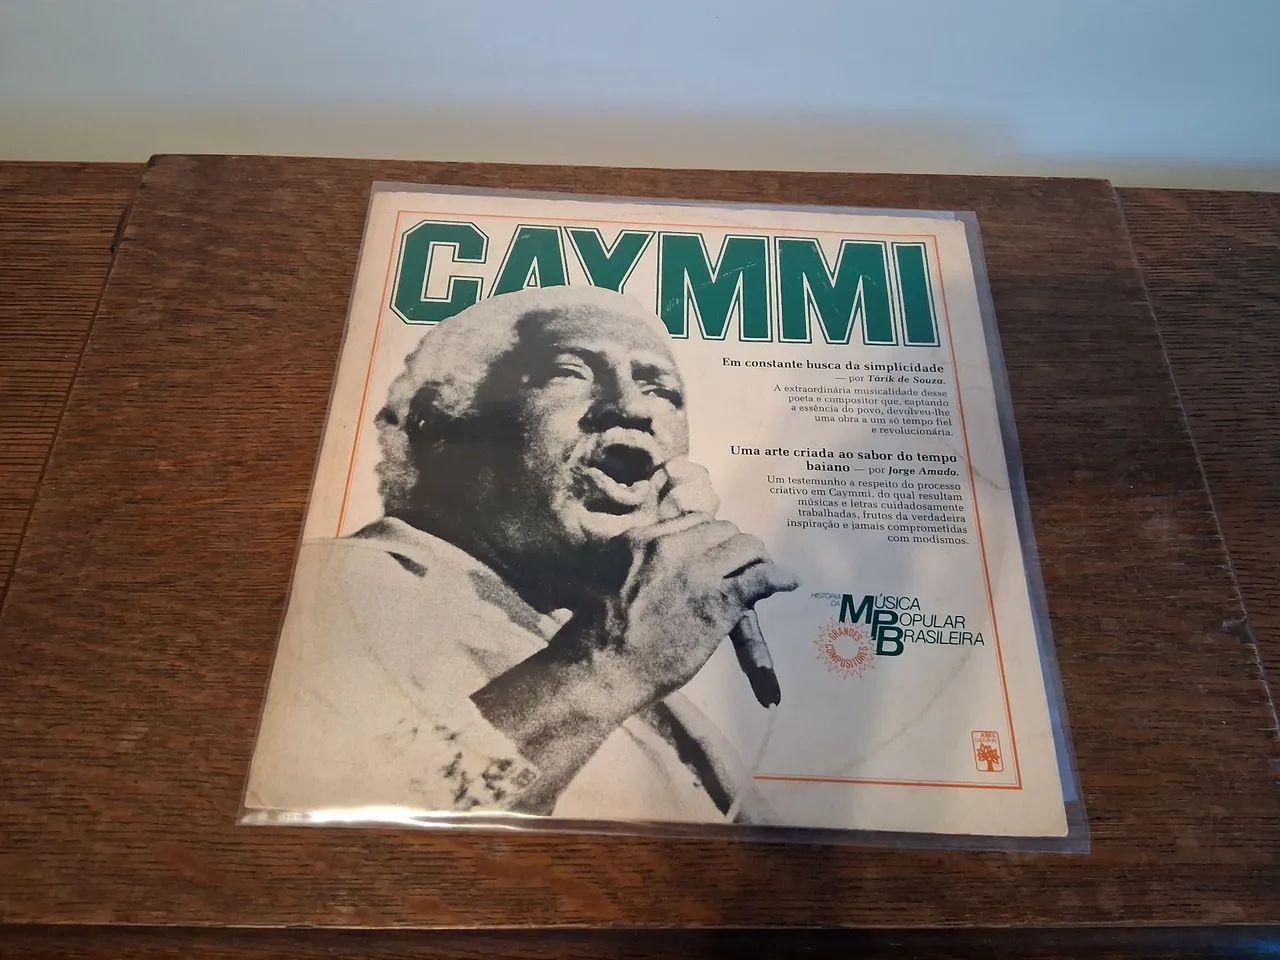 CAYMMI
Em constante busca da simplicidade
— por Tárik de Souza.
A extraordinária musicalidade desse
poeta e compositor que, captando
a essência do povo, devolveu-lhe
uma obra a um só tempo fiel
e revolucionária.
Uma arte criada ao sabor do tempo
baiano — por Jorge Amado.
Um testemunho a respeito do processo
criativo em Caymmi, do qual resultam
músicas e letras cuidadosamente
trabalhadas, frutos da verdadeira
inspiração e jamais comprometidas
com modismos.
HISTÓRIA
DA
MÚSICA
POPULAR
BRASILEIRA
GRANDES
COMPOSITORES
ABRIL
CULTURAL